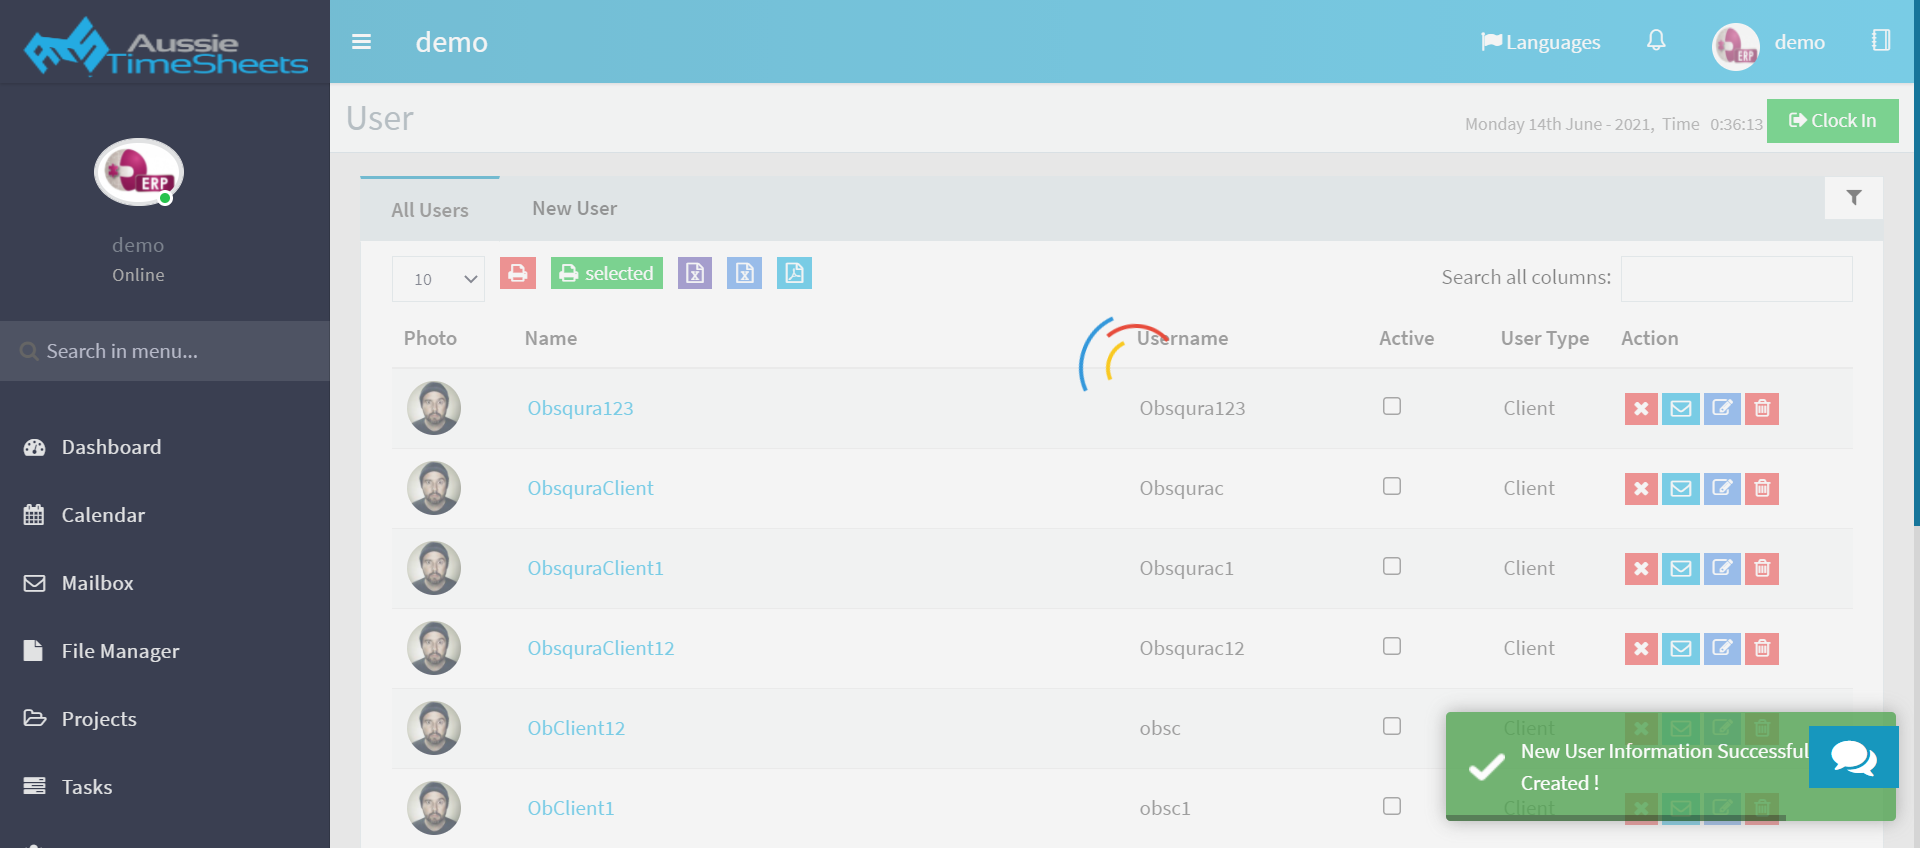 Aussie
TimeSheets
demo
Languages
ERP
demo
ERP
demo
Online
Search in menu...
Dashboard
Calendar
Mailbox
File Manager
Projects
Tasks
User
Monday 14th June - 2021, Time 0:36:13
Clock In
All Users
New User
10
selected
Search all columns:
Photo Name Username Active User Type Action
Obsqura123 Obsqura123 Client
ObsquraClient Obsqurac Client
ObsquraClient1 Obsqurac1 Client
ObsquraClient12 Obsqurac12 Client
ObClient12 obsc Client
ObClient1 obsc1 Client
New User Information Successful
Created !